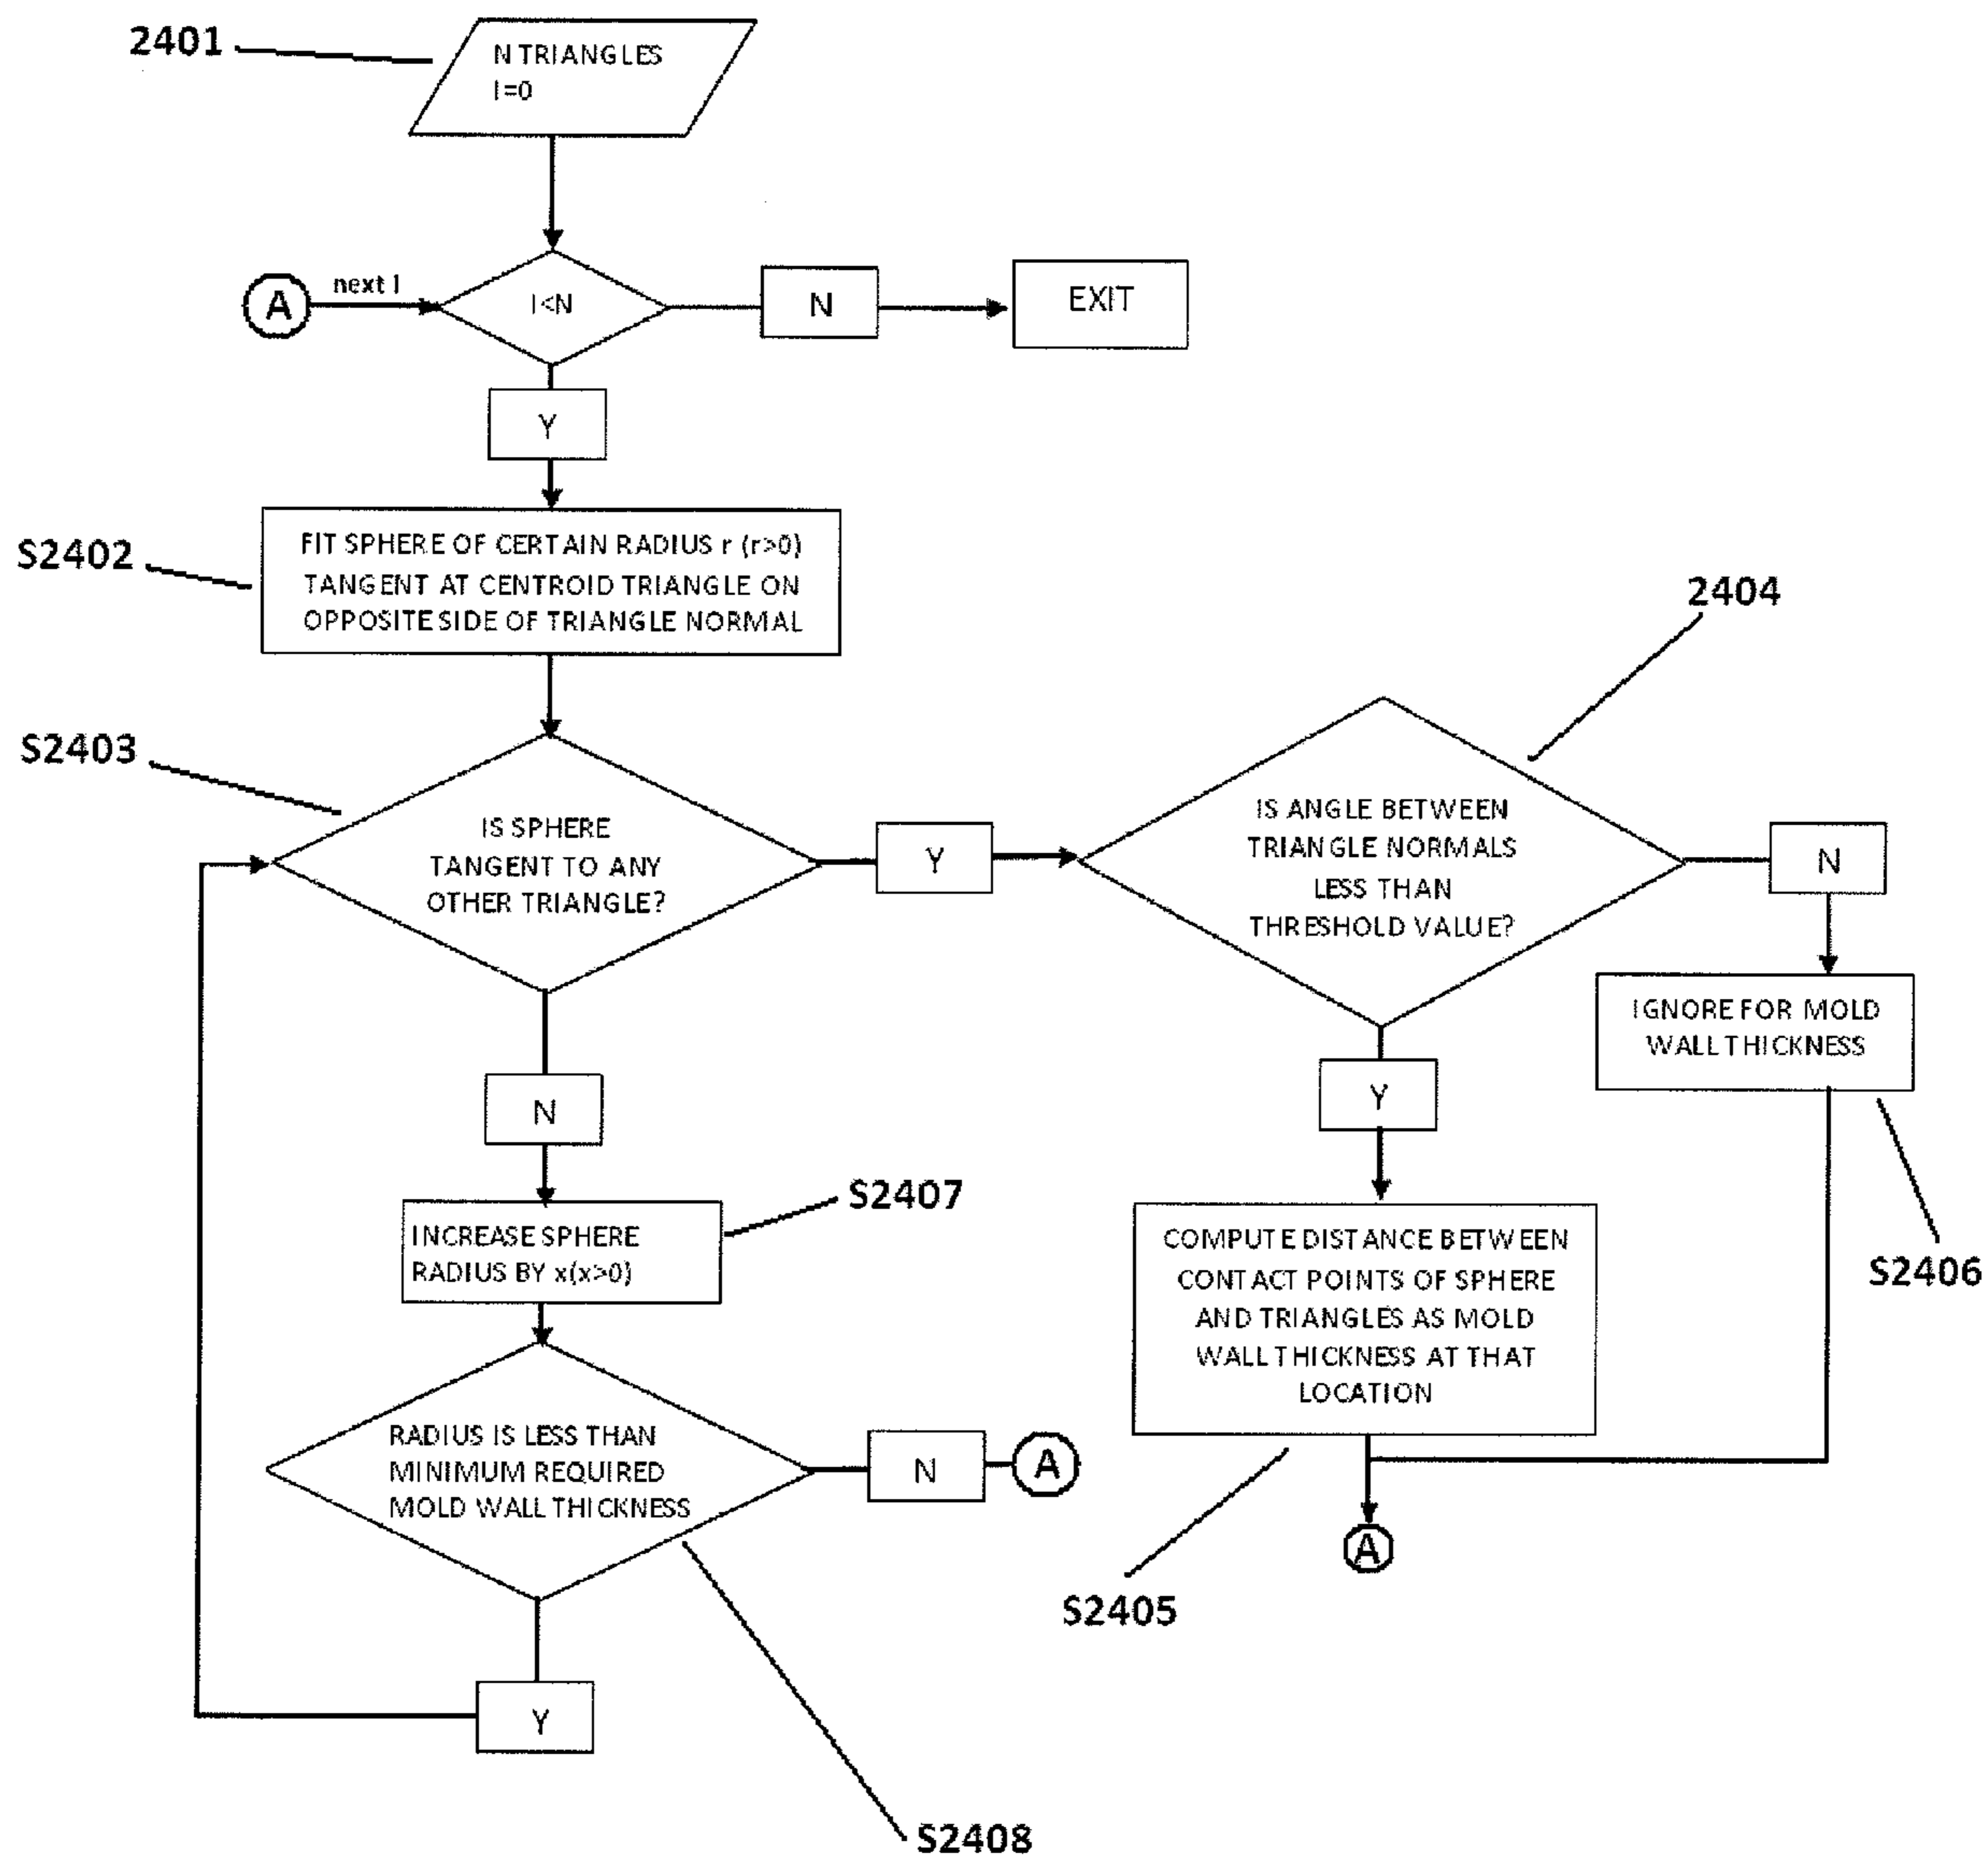 2401
N TRIANGLES
I=0
A
next I
I<N
N
EXIT
Y
S2402
FIT SPHERE OF CERTAIN RADIUS r (r>0)
TANGENT AT CENTROID TRIANGLE ON
OPPOSITE SIDE OF TRIANGLE NORMAL
2404
S2403
IS SPHERE
TANGENT TO ANY
OTHER TRIANGLE?
Y
IS ANGLE BETWEEN
TRIANGLE NORMALS
LESS THAN
THRESHOLD VALUE?
N
IGNORE FOR MOLD
WALL THICKNESS
S2406
Y
N
S2407
INCREASE SPHERE
RADIUS BY x(x>0)
COMPUTE DISTANCE BETWEEN
CONTACT POINTS OF SPHERE
AND TRIANGLES AS MOLD
WALL THICKNESS AT THAT
LOCATION
RADIUS IS LESS THAN
MINIMUM REQUIRED
MOLD WALL THICKNESS
N
A
A
S2405
Y
S2408